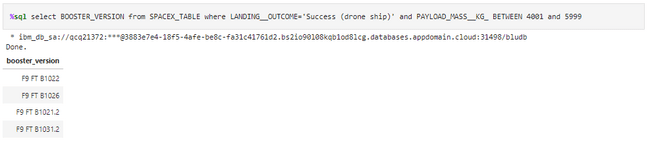 %sql select BOOSTER_VERSION from SPACEX_TABLE where LANDING__OUTCOME='Success (drone ship)' and PAYLOAD_MASS__KG_ BETWEEN 4001 and 5999
* ibm_db_sa://qcq21372:***@3883e7e4-18f5-4afe-be8c-fa31c41761d2.bs2io90l08kqb1od8lcg.databases.appdomain.cloud:31498/bludb
Done.
booster_version
F9 FT B1022
F9 FT B1026
F9 FT B1021.2
F9 FT B1031.2